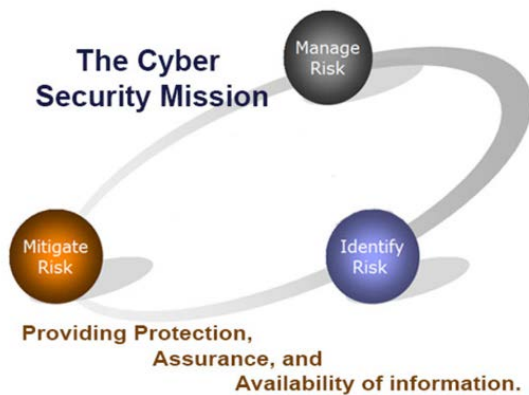 The Cyber
Security Mission
Manage
Risk
Mitigate
Risk
Identify
Risk
Providing Protection,
Assurance, and
Availability of information.